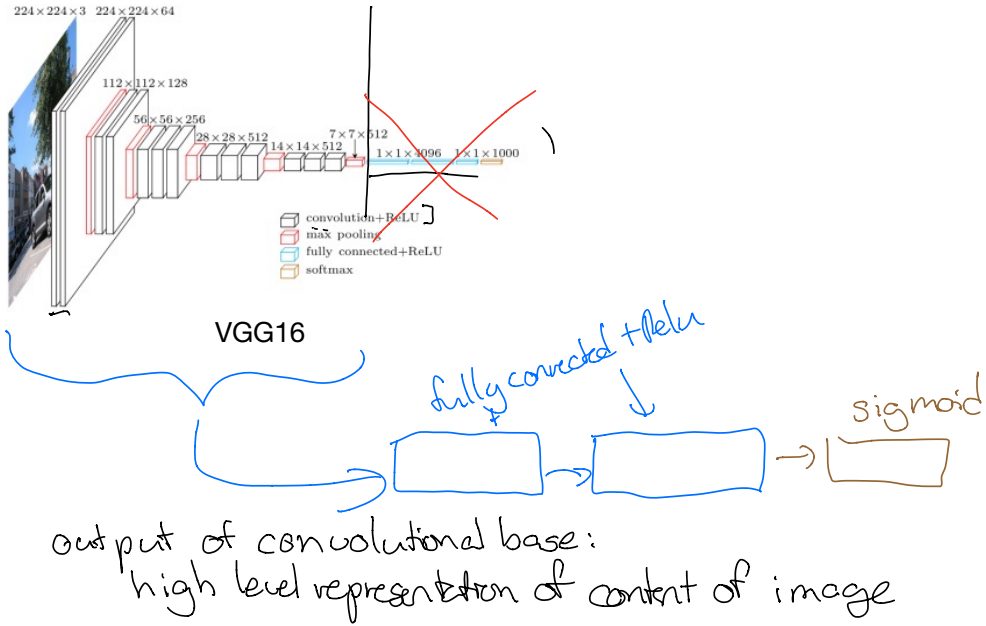 224×224×3 224×224×64
112×112×128
56×56×256
28×28×512
14×14×512
7×7×512
1×1×4096 1×1×1000
convolution+ReLU
max pooling
fully connected+ReLU
softmax
VGG16
fully connected + Relu
sigmoid
output of convolutional base:
high level representation of content of image